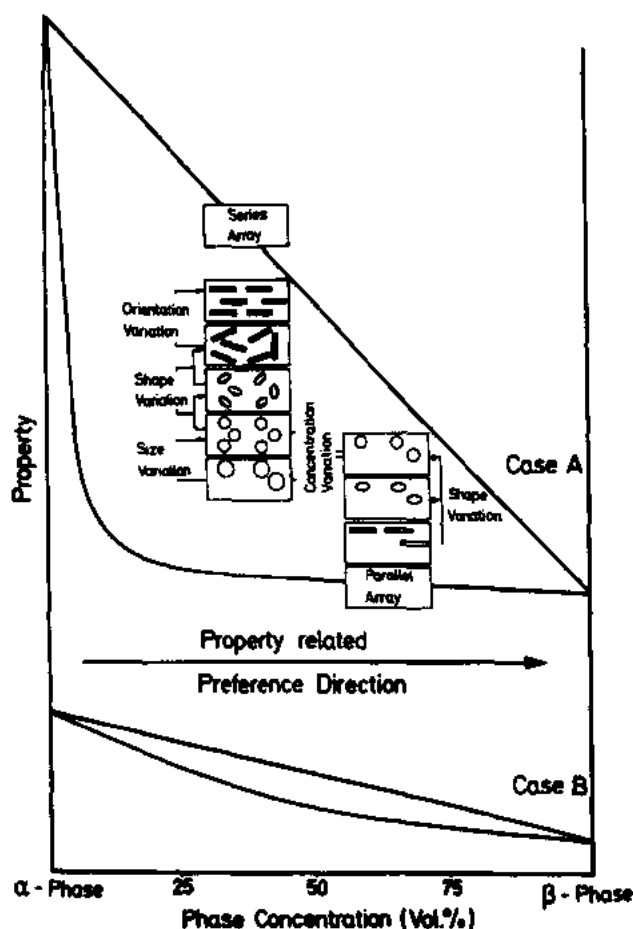 Series
Array
Orientation
Variation
Shape
Variation
Size
Variation
Concentration
Variation
Shape
Variation
Parallel
Array
Case A
Property
Property related
Preference Direction
Case B
α - Phase
25
50
75
β - Phase
Phase Concentration (Vol.%)